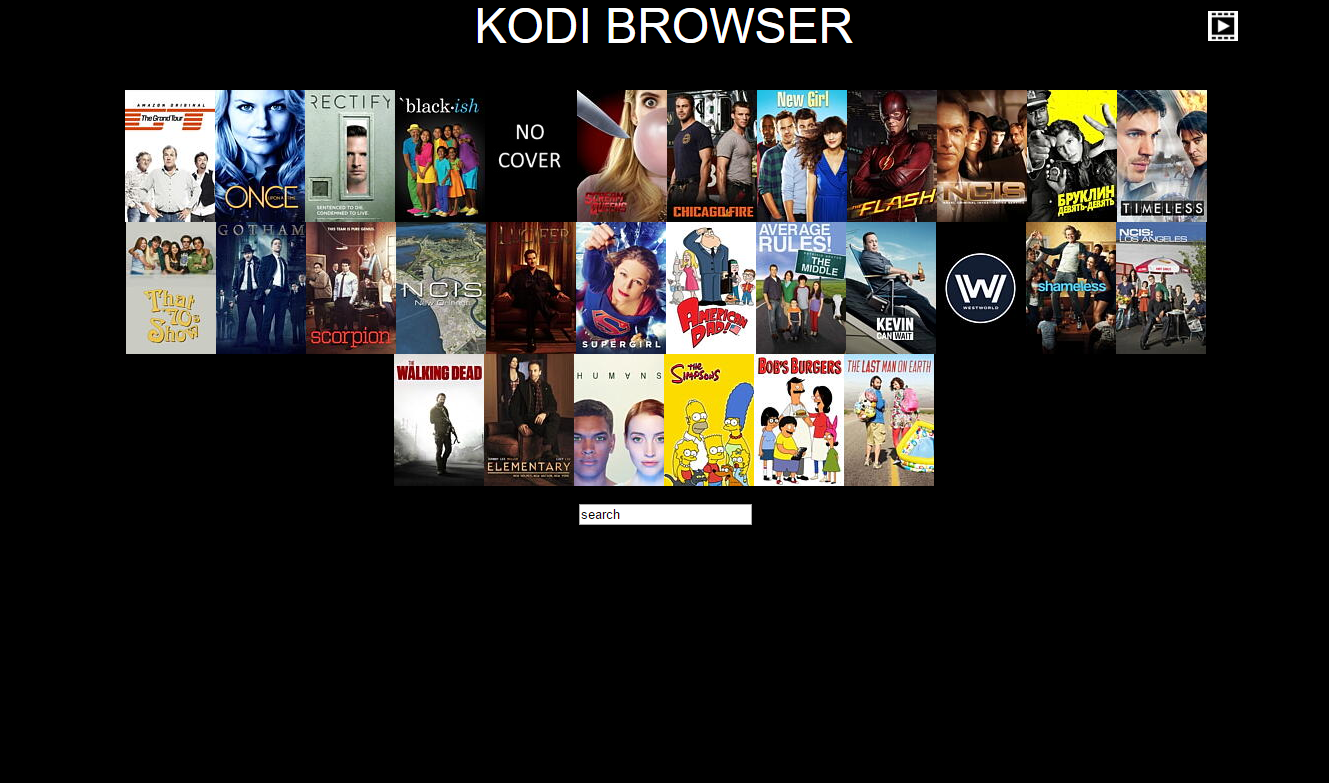 KODI BROWSER
AMAZON ORIGINAL
The Grand Tour
ONCE
UPON A TIME
RECTIFY
SENTENCED TO DIE.
CONDEMNED TO LIVE.
`black·ish
NO
COVER
SCREAM
QUEENS
CHICAGO FIRE
New Girl
THE
FLASH
NCIS
БРУКЛИН
ДЕВЯТЬ-ДЕВЯТЬ
TIMELESS
That
70s
Show
GOTHAM
THIS TEAM IS PURE GENIUS.
scorpion
NCIS
New Orleans
LUCIFER
SUPERGIRL
AMERICAN
DAD!
AVERAGE
RULES!
THE
MIDDLE
KEVIN
CAN WAIT
W
WESTWORLD
shameless
NCIS:
LOS ANGELES
THE
WALKING DEAD
ELEMENTARY
HUMⱯNS
THE
SIMPSONS
BOB'S BURGERS
THE LAST MAN ON EARTH
search